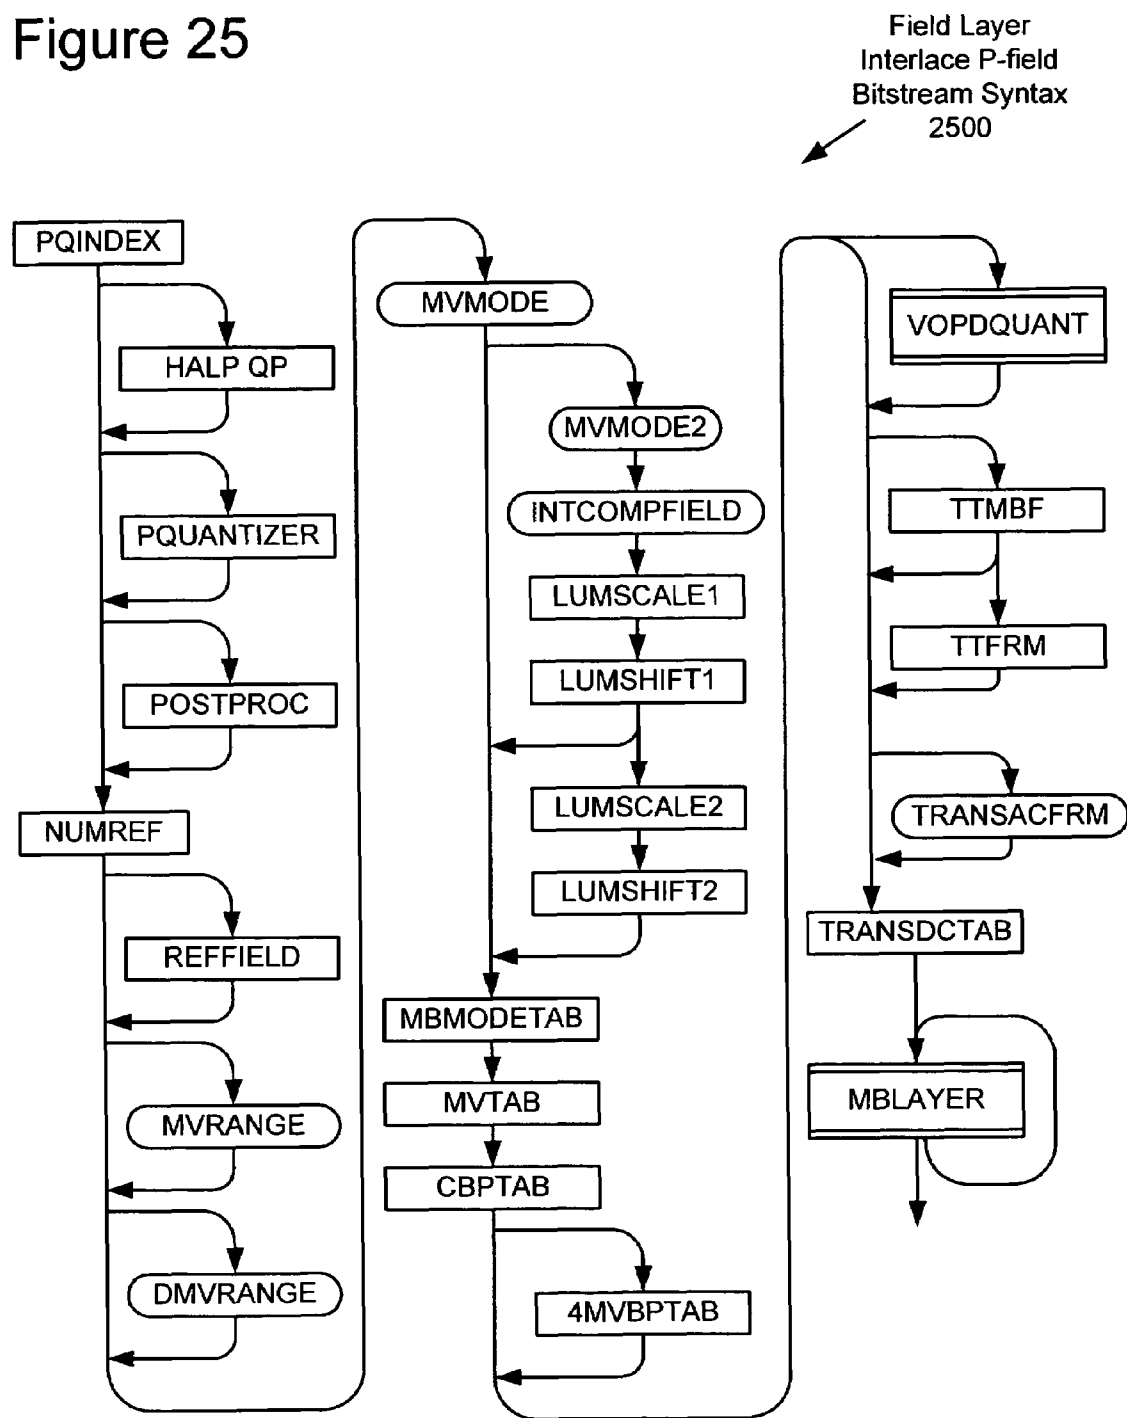 Figure 25
Field Layer
Interlace P-field
Bitstream Syntax
2500
PQINDEX
HALP QP
PQUANTIZER
POSTPROC
NUMREF
REFFIELD
MVRANGE
DMVRANGE
MVMODE
MVMODE2
INTCOMPFIELD
LUMSCALE1
LUMSHIFT1
LUMSCALE2
LUMSHIFT2
MBMODETAB
MVTAB
CBPTAB
4MVBPTAB
VOPDQUANT
TTMBF
TTFRM
TRANSACFRM
TRANSDCTAB
MBLAYER